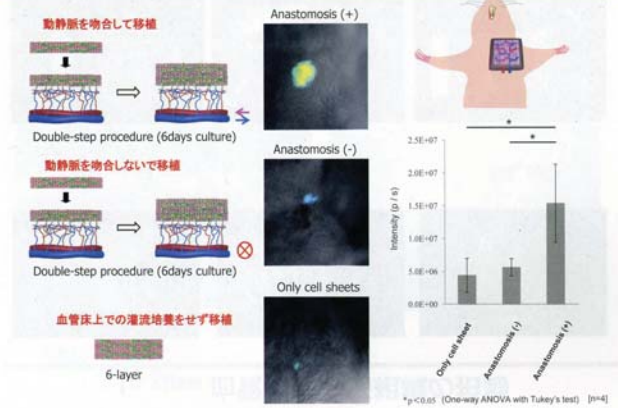 動静脈を吻合して移植
Double-step procedure (6days culture)
動静脈を吻合しないで移植
Double-step procedure (6days culture)
血管床上での灌流培養をせず移植
6-layer
Anastomosis (+)
Anastomosis (-)
Only cell sheets
*
*
Intensity (p / s)
2.5E+07
2.0E+07
1.5E+07
1.0E+07
5.0E+06
0.0E+00
Only cell sheet
Anastomosis (-)
Anastomosis (+)
*p<0.05 (One-way ANOVA with Tukey's test) [n=4]